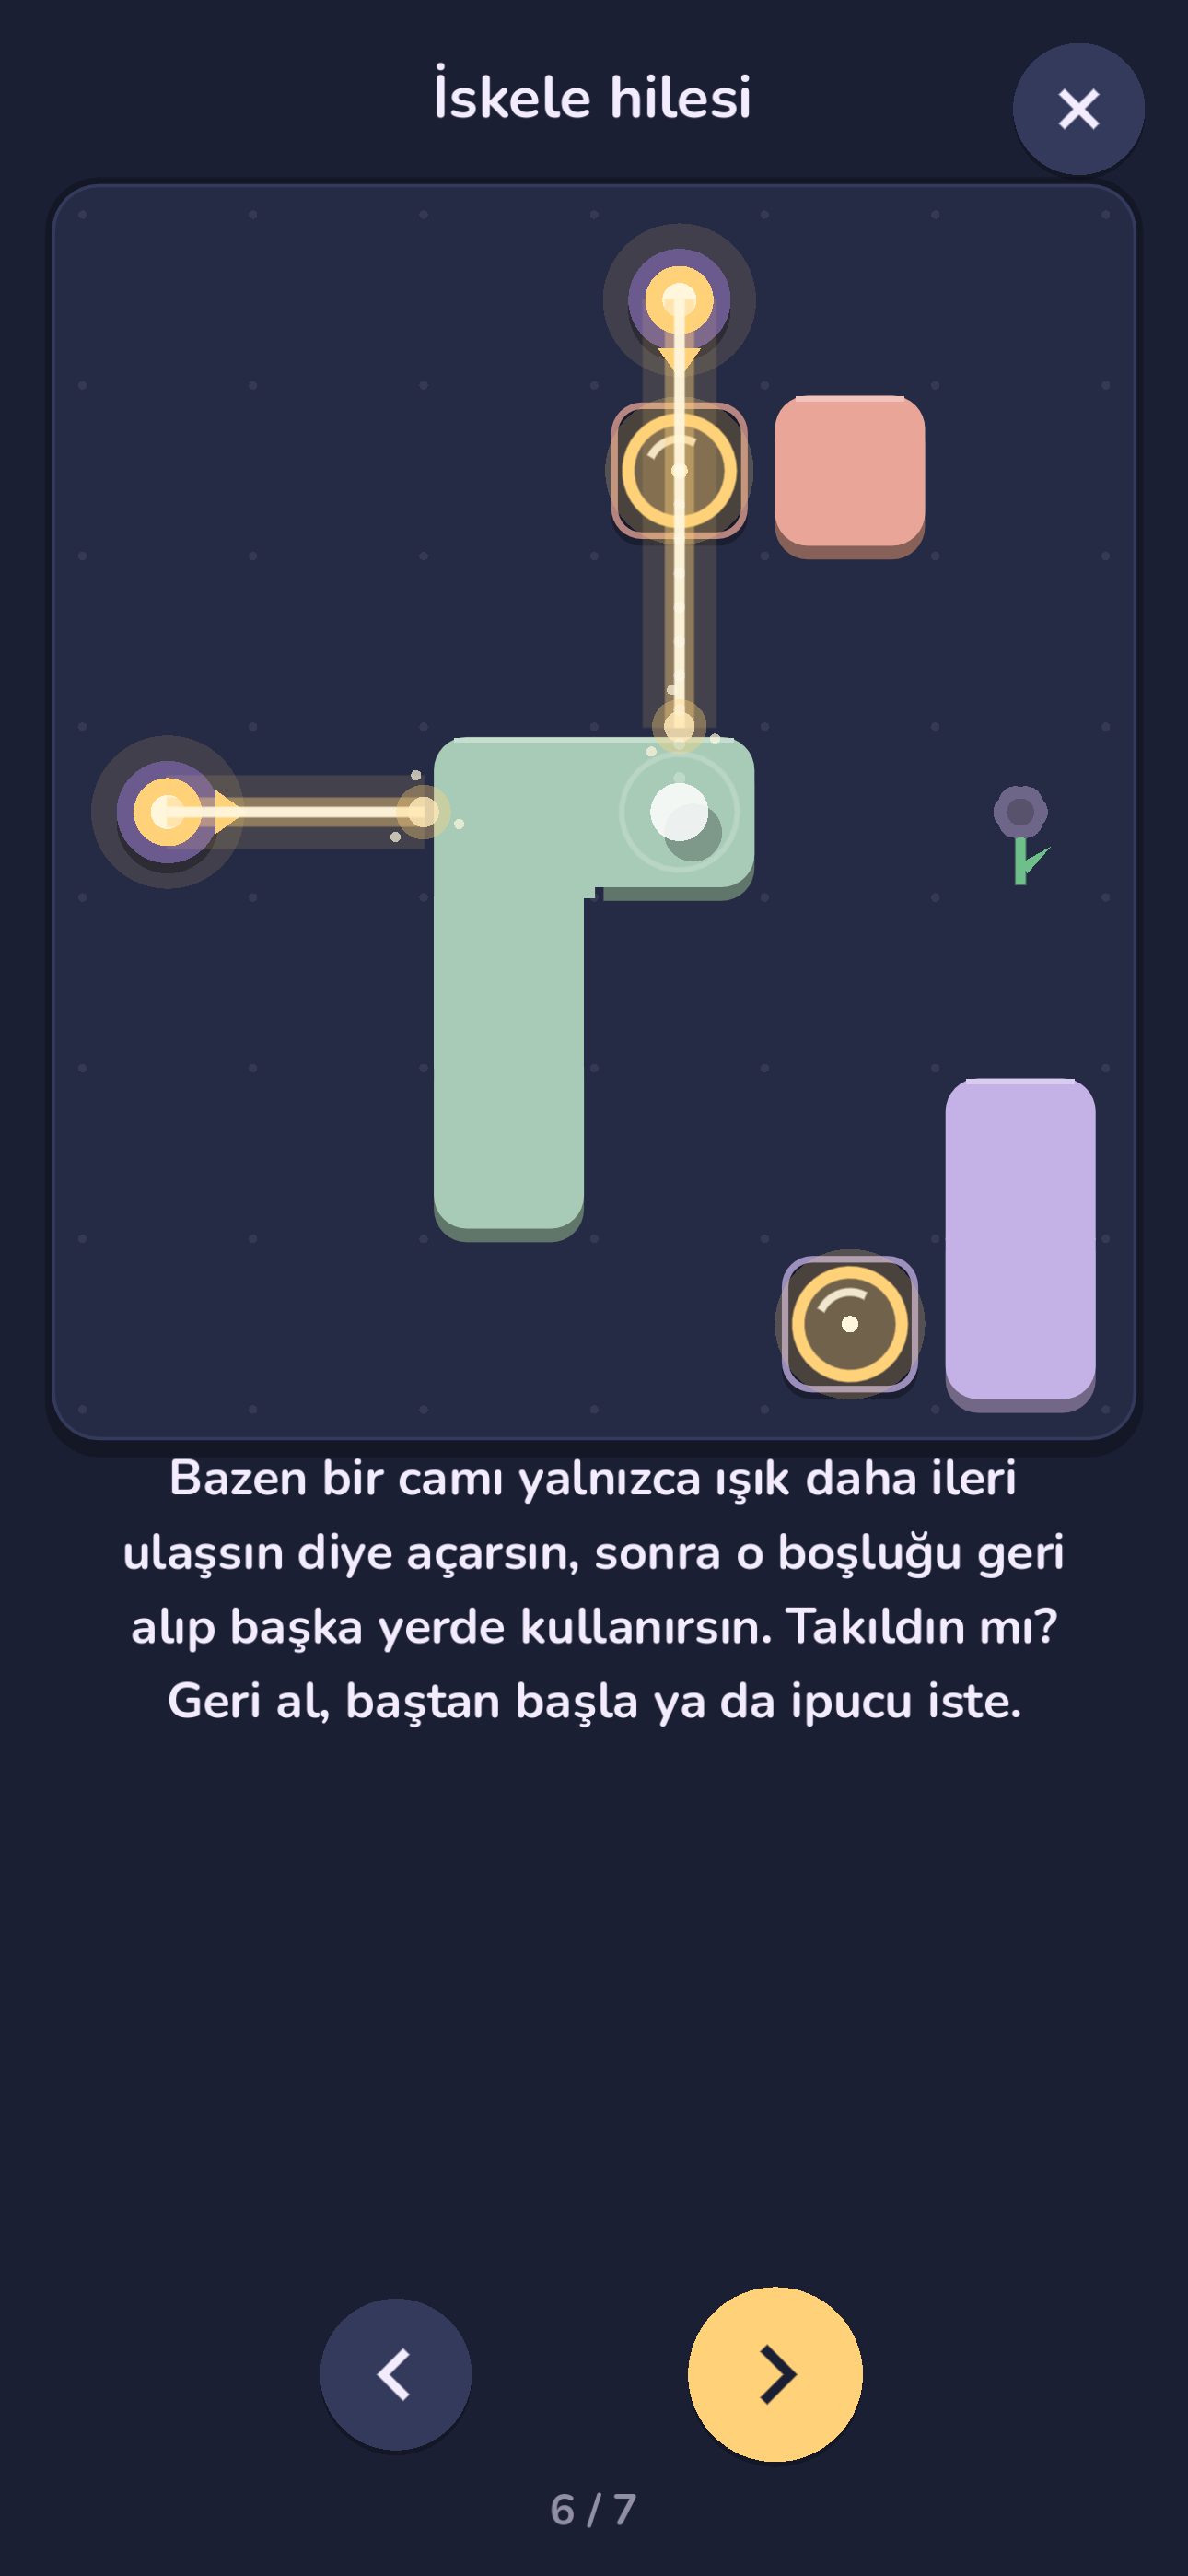 İskele hilesi
Bazen bir camı yalnızca ışık daha ileri
ulaşsın diye açarsın, sonra o boşluğu geri
alıp başka yerde kullanırsın. Takıldın mı?
Geri al, baştan başla ya da ipucu iste.
6 / 7